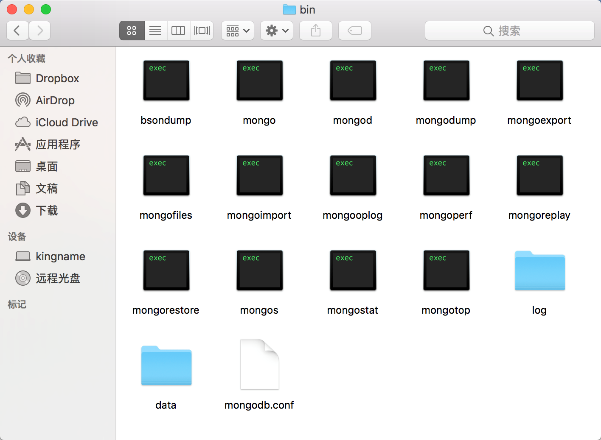 bin
搜索
个人收藏
Dropbox
AirDrop
iCloud Drive
应用程序
桌面
文稿
下载
设备
kingname
远程光盘
标记
exec
exec
exec
exec
exec
bsondump
mongo
mongod
mongodump
mongoexport
exec
exec
exec
exec
exec
mongofiles
mongoimport
mongooplog
mongoperf
mongoreplay
exec
exec
exec
exec
mongorestore
mongos
mongostat
mongotop
log
data
mongodb.conf